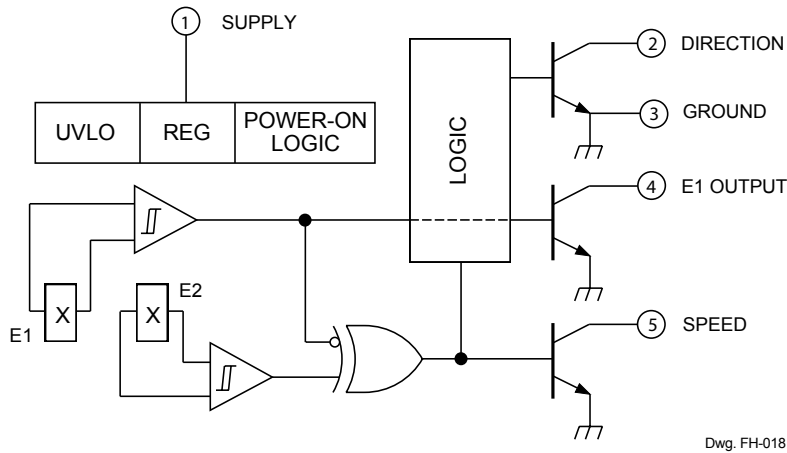 1 SUPPLY
2 DIRECTION
UVLO
REG
POWER-ON
LOGIC
LOGIC
3 GROUND
4 E1 OUTPUT
E1
X
X
E2
5 SPEED
Dwg. FH-018